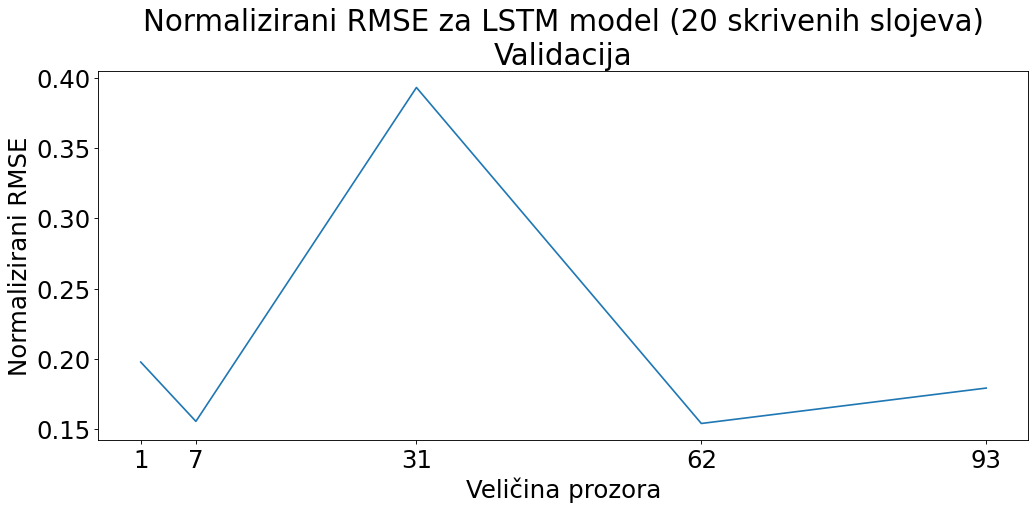 Normalizirani RMSE za LSTM model (20 skrivenih slojeva)
Validacija
Normalizirani RMSE
0.40
0.35
0.30
0.25
0.20
0.15
1 7 31 62 93
Veličina prozora